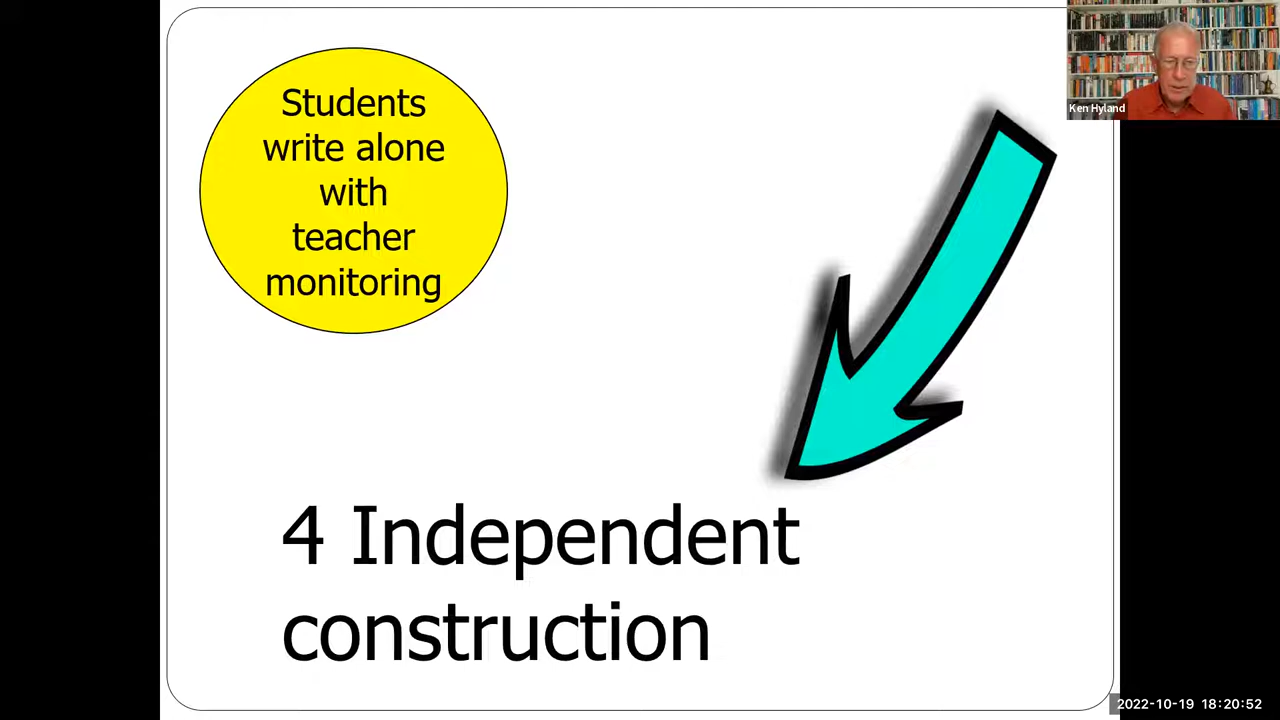 Students
write alone
with
teacher
monitoring
Ken Hyland
4 Independent
construction
2022-10-19 18:20:52